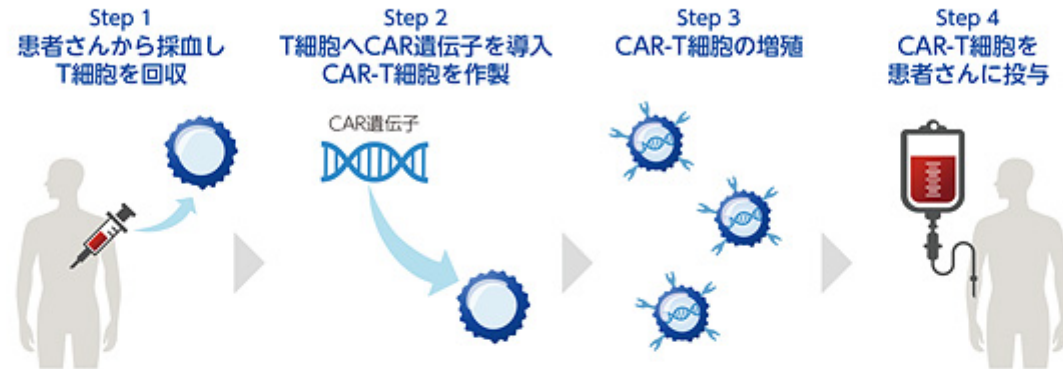 Step 1
患者さんから採血し
T細胞を回収
Step 2
T細胞へCAR遺伝子を導入
CAR-T細胞を作製
CAR遺伝子
Step 3
CAR-T細胞の増殖
Step 4
CAR-T細胞を
患者さんに投与